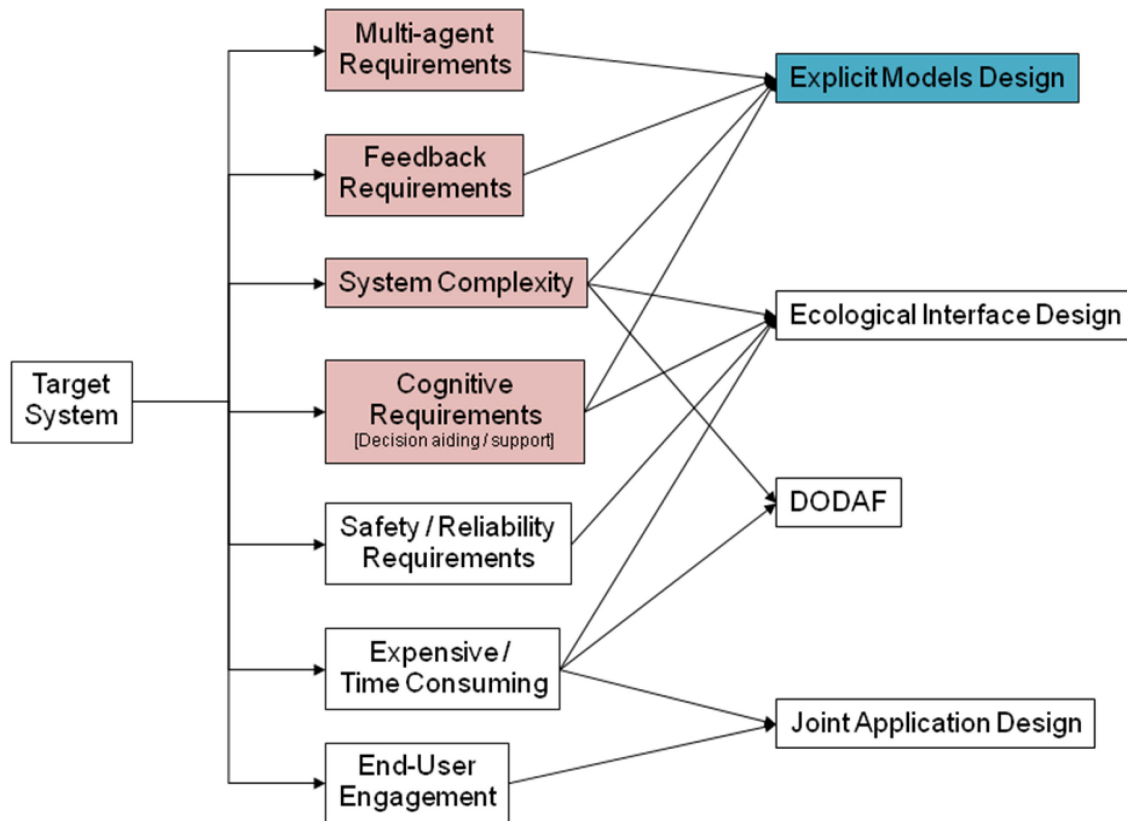 Multi-agent
Requirements
Explicit Models Design
Feedback
Requirements
System Complexity
Ecological Interface Design
Target
System
Cognitive
Requirements
[Decision aiding / support]
DODAF
Safety / Reliability
Requirements
Expensive /
Time Consuming
Joint Application Design
End-User
Engagement